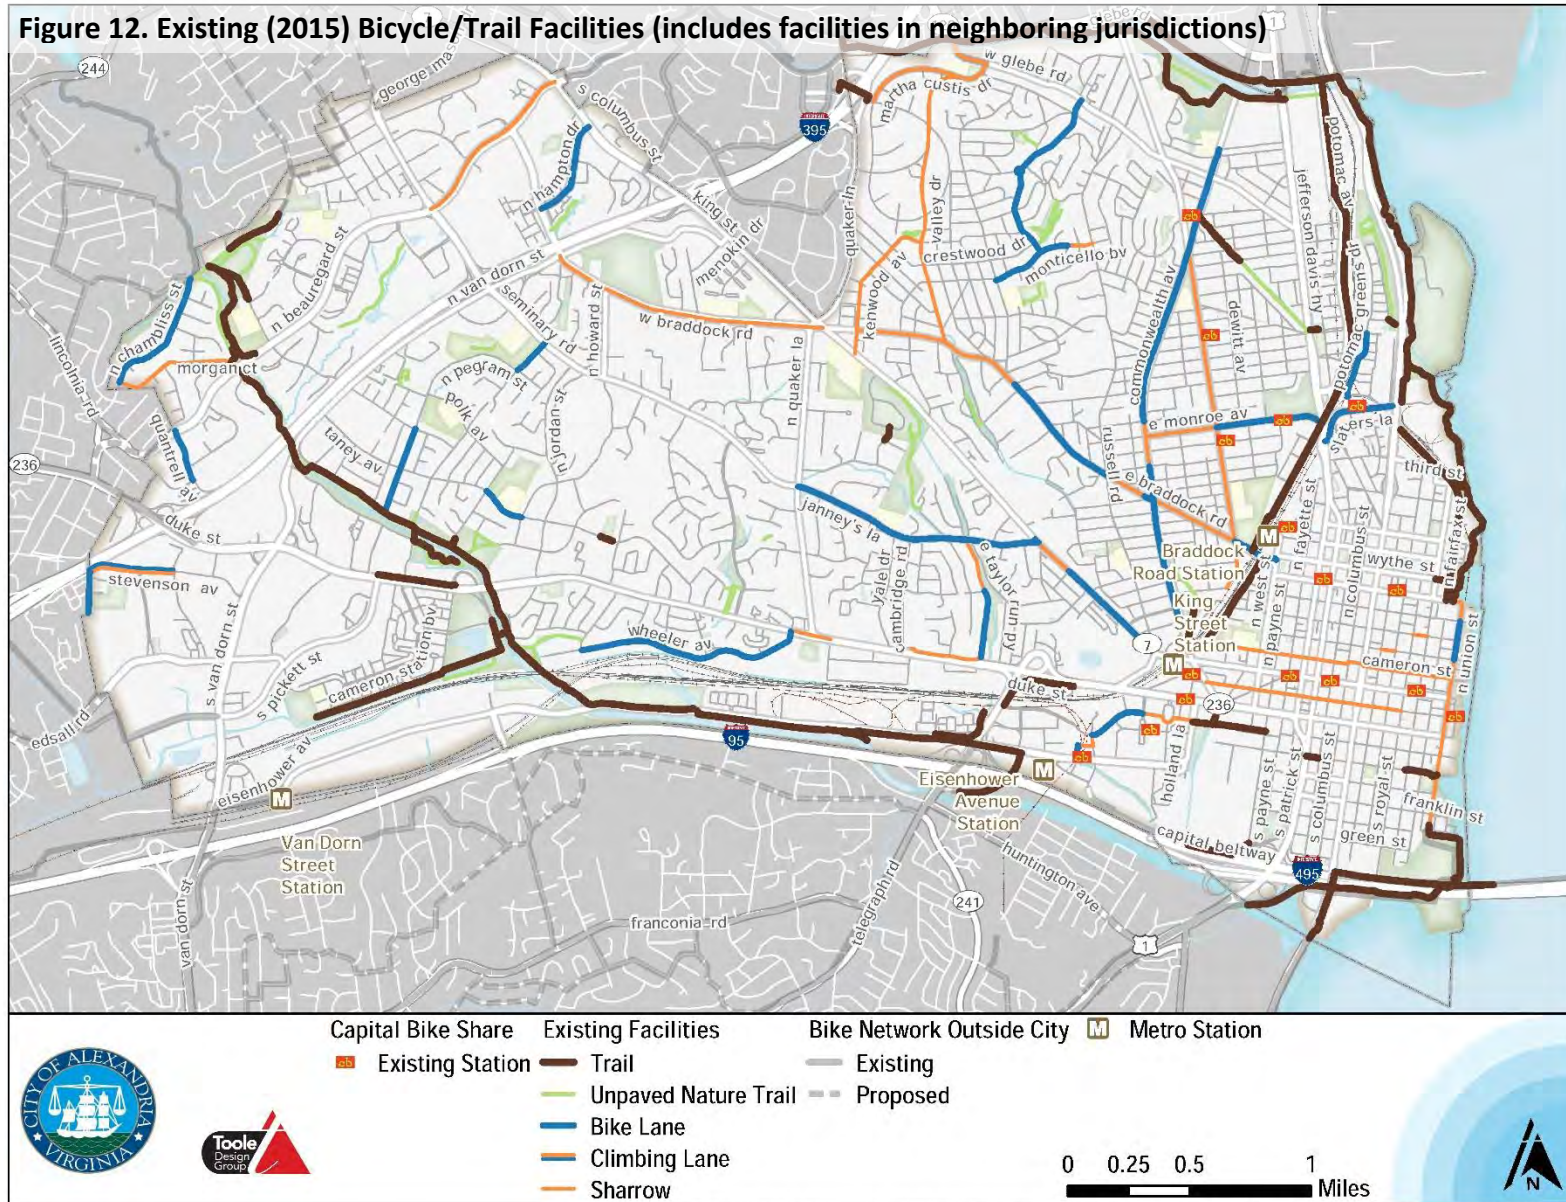 Figure 12. Existing (2015) Bicycle/Trail Facilities (includes facilities in neighboring jurisdictions)
glebe rd
1
244
george mas
w glebe rd
martha custis dr
s columbus st
395
n hampton dr
king st
menokin dr
quaker ln
valley dr
crestwood dr
kenwood av
monticello bv
potomac av
jefferson davis hy
commonwealth av
dewitt av
potomac greens dr
n beauregard st
n van dorn st
seminary rd
n howard st
w braddock rd
n chambliss st
lincolnia rd
morgan ct
n pegram st
polk av
n jordan st
n quaker la
e monroe av
slaters la
russell rd
quantrell av
taney av
236
duke st
janney's la
e braddock rd
third st
n fayette st
n columbus st
n fairfax st
Braddock
Road Station
M
wythe st
stevenson av
yale dr
cambridge rd
e taylor run py
n west st
n payne st
King
Street
Station
7
M
n union st
cameron st
s van dorn st
s pickett st
cameron station bv
wheeler av
duke st
236
edsall rd
eisenhower av
95
M
Van Dorn
Street
Station
Eisenhower
Avenue
Station
M
holland la
s payne st
s patrick st
s columbus st
s royal st
franklin st
green st
capital beltway
495
huntington ave
telegraph rd
241
van dorn st
franconia rd
1
Capital Bike Share
Existing Station
Existing Facilities
Trail
Unpaved Nature Trail
Bike Lane
Climbing Lane
Sharrow
Bike Network Outside City
Existing
Proposed
M Metro Station
CITY OF ALEXANDRIA
VIRGINIA
Toole
Design
Group
0 0.25 0.5 1
Miles
N